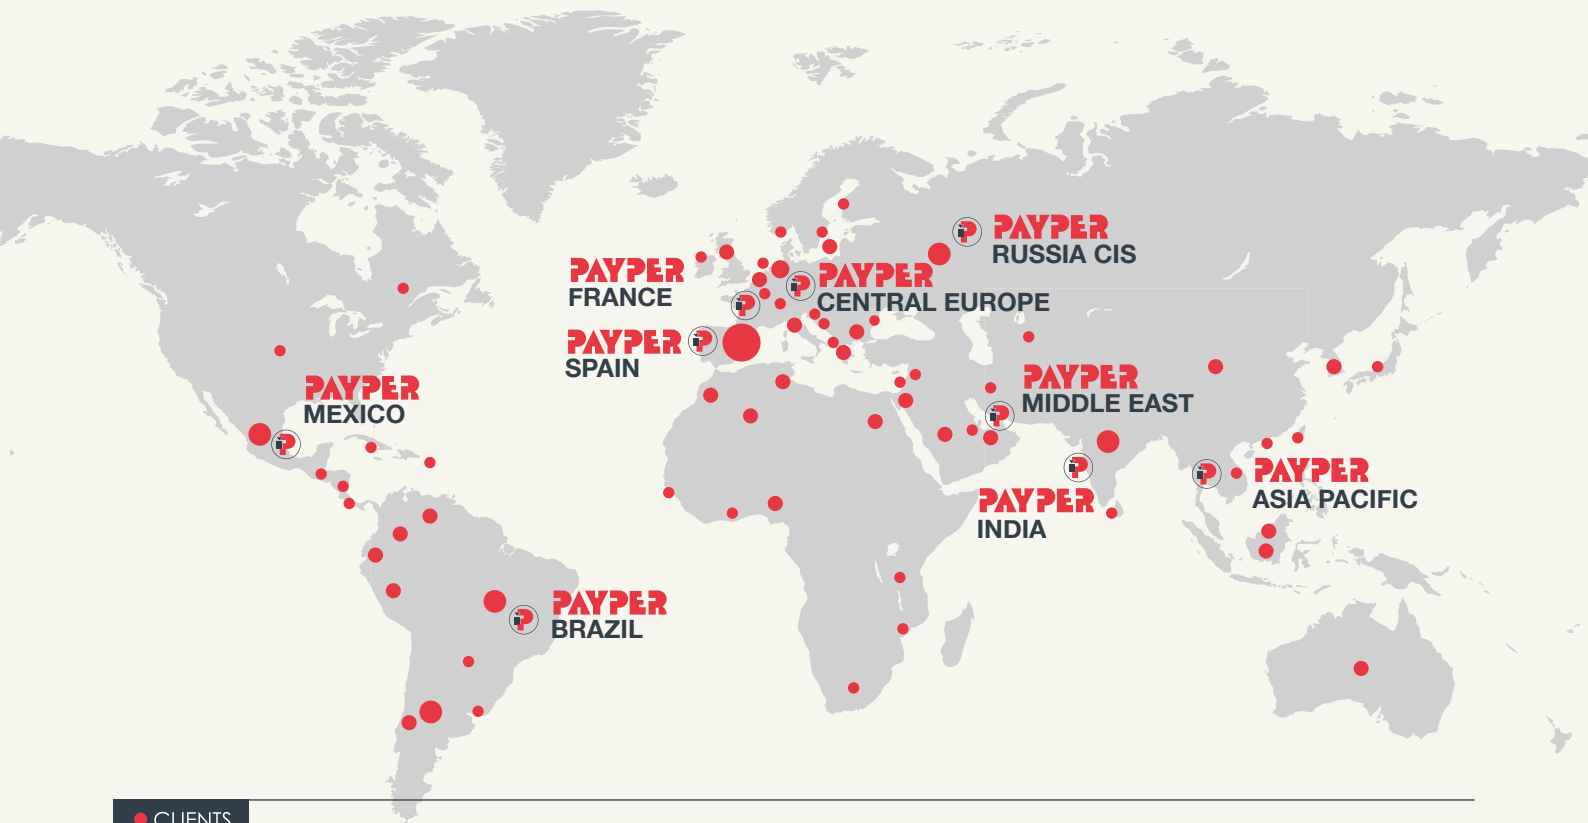 PAYPER
RUSSIA CIS
PAYPER
FRANCE
PAYPER
CENTRAL EUROPE
PAYPER
SPAIN
PAYPER
MEXICO
PAYPER
MIDDLE EAST
PAYPER
ASIA PACIFIC
PAYPER
INDIA
PAYPER
BRAZIL
CLIENTS